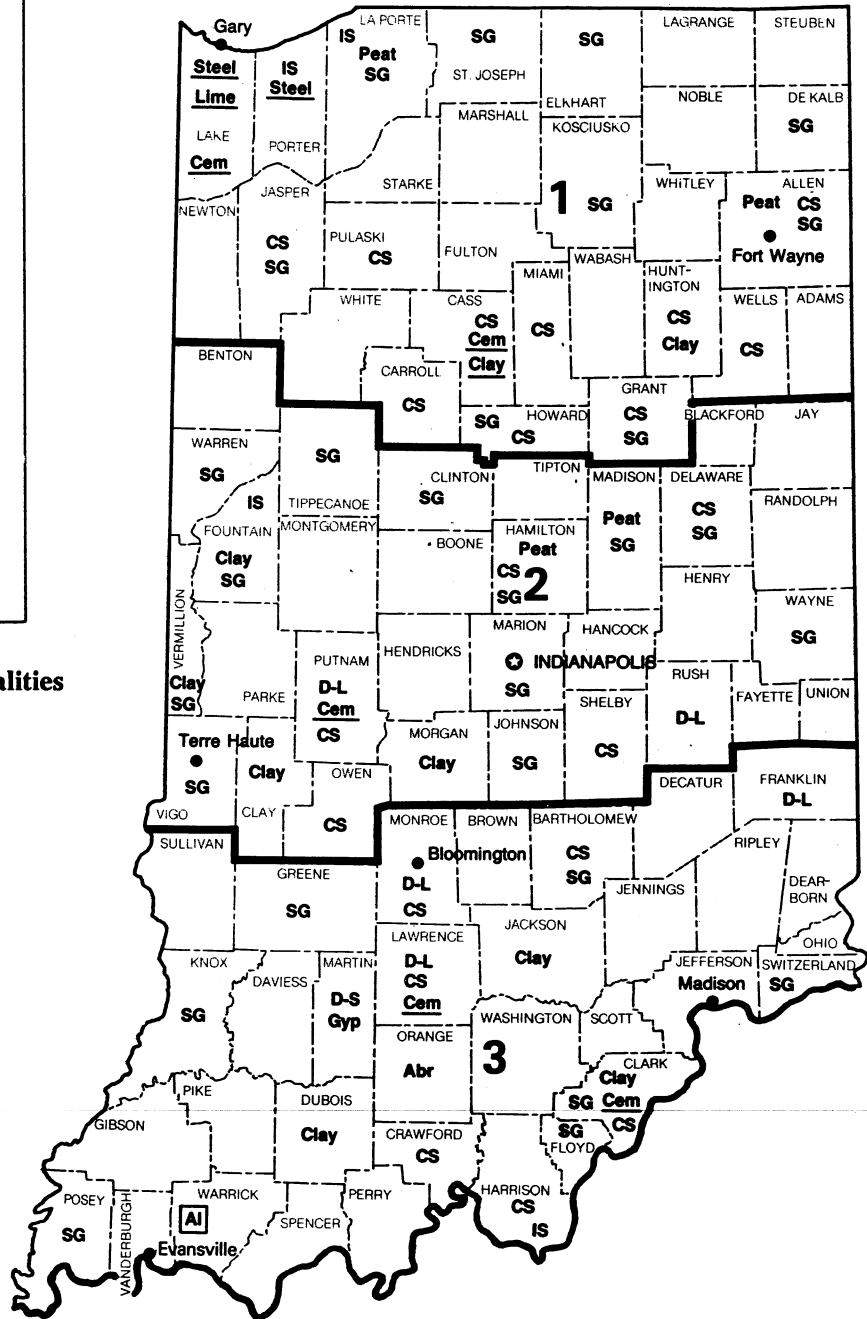 alities
Gary
LA PORTE
LAGRANGE
STEUBEN
Steel
Lime
LAKE
Cem
IS
Steel
PORTER
IS
Peat
SG
SG
ST. JOSEPH
SG
ELKHART
NOBLE
DE KALB
SG
MARSHALL
KOSCIUSKO
1
SG
STARKE
WHITLEY
ALLEN
Peat
CS
SG
Fort Wayne
NEWTON
JASPER
CS
SG
PULASKI
CS
FULTON
MIAMI
CS
WABASH
HUNT-
INGTON
CS
Clay
WELLS
CS
ADAMS
WHITE
CASS
CS
Cem
Clay
CARROLL
CS
SG
HOWARD
CS
GRANT
CS
SG
BENTON
BLACKFORD
JAY
WARREN
SG
IS
SG
TIPPECANOE
CLINTON
SG
TIPTON
MADISON
Peat
SG
DELAWARE
CS
SG
RANDOLPH
FOUNTAIN
Clay
SG
MONTGOMERY
BOONE
HAMILTON
Peat
CS
SG
2
HENRY
WAYNE
SG
VERMILLION
Clay
SG
PARKE
PUTNAM
D-L
Cem
CS
HENDRICKS
MARION
INDIANAPOLIS
SG
HANCOCK
RUSH
D-L
FAYETTE
UNION
Terre Haute
SG
VIGO
Clay
CLAY
OWEN
CS
MORGAN
Clay
JOHNSON
SG
SHELBY
CS
DECATUR
FRANKLIN
D-L
SULLIVAN
GREENE
SG
MONROE
Bloomington
D-L
CS
BROWN
BARTHOLOMEW
CS
SG
JENNINGS
RIPLEY
DEAR-
BORN
OHIO
KNOX
SG
DAVIESS
MARTIN
D-S
Gyp
LAWRENCE
D-L
CS
Cem
JACKSON
Clay
JEFFERSON
Madison
SWITZERLAND
SG
ORANGE
Abr
WASHINGTON
3
SCOTT
CLARK
Clay
SG
Cem
CS
PIKE
GIBSON
DUBOIS
Clay
CRAWFORD
CS
SG
FLOYD
HARRISON
CS
IS
POSEY
SG
VANDERBURGH
WARRICK
Al
Evansville
SPENCER
PERRY